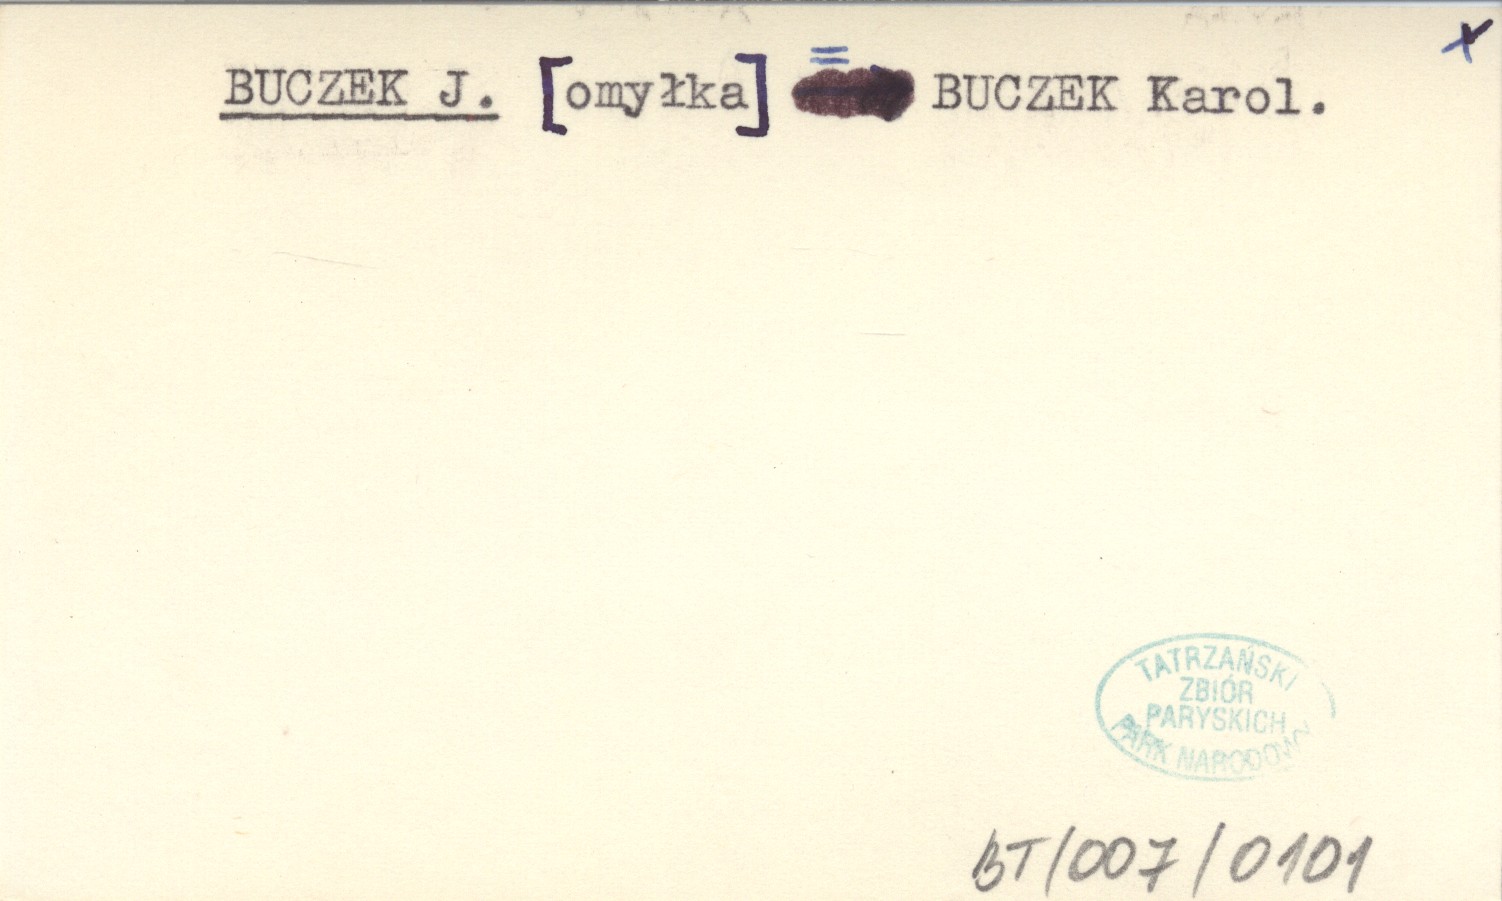 BUCZEK J. [omyłka] = BUCZEK Karol.
TATRZAŃSKI
ZBIÓR
PARYSKICH
PARK NARODOWY
BT/007/0101